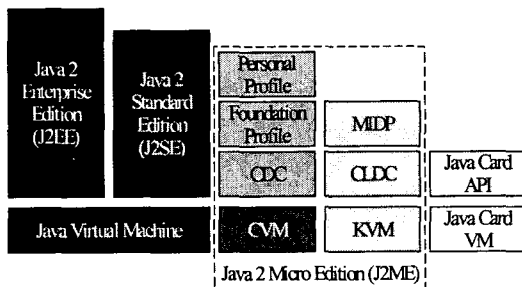 Java 2
Enterprise
Edition
(J2EE)
Java 2
Standard
Edition
(J2SE)
Personal
Profile
Foundation
Profile
MIDP
CDC
CLDC
Java Card
API
Java Virtual Machine
CVM
KVM
Java Card
VM
Java 2 Micro Edition (J2ME)